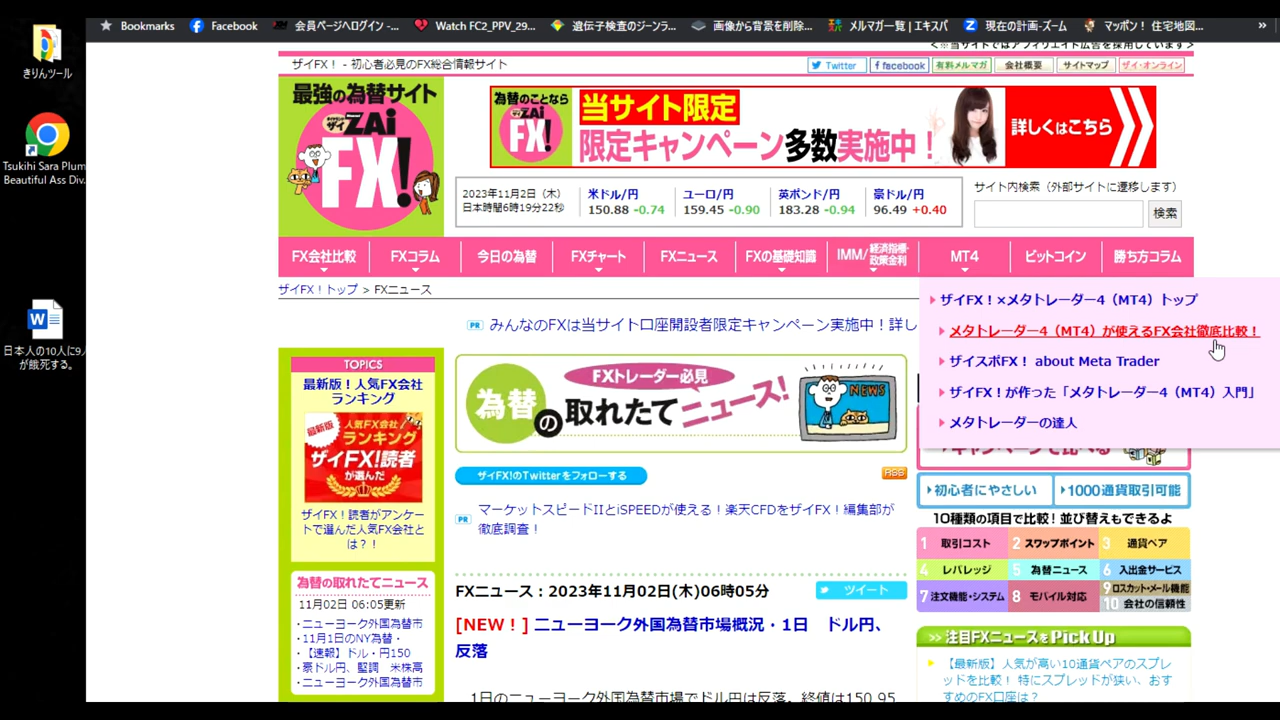 Bookmarks
Facebook
会員ページへログイン -...
Watch FC2_PPV_29...
遺伝子検査のジーンラ...
画像から背景を削除...
メルマガ一覧 | エキスパ
現在の計画-ズーム
マッポン！ 住宅地図...
»
きりんツール
Tsukihi Sara Plum
Beautiful Ass Div.
日本人の10人に9人
が餓死する。
<※当サイトではアフィリエイト広告を採用しています>
ザイFX！ - 初心者必見のFX総合情報サイト
Twitter
facebook
有料メルマガ
会社概要
サイトマップ
ザイ・オンライン
最強の為替サイト
ザイ ZAi
FX!
為替のことなら
ZAi
FX!
当サイト限定
限定キャンペーン多数実施中！
詳しくはこちら
2023年11月2日（木）
日本時間6時19分22秒
米ドル/円
150.88 -0.74
ユーロ/円
159.45 -0.90
英ポンド/円
183.28 -0.94
豪ドル/円
96.49 +0.40
サイト内検索（外部サイトに遷移します）
検索
FX会社比較
FXコラム
今日の為替
FXチャート
FXニュース
FXの基礎知識
IMM/経済指標・政策金利
MT4
ビットコイン
勝ち方コラム
ザイFX！トップ > FXニュース
ザイFX！×メタトレーダー4（MT4）トップ
メタトレーダー4（MT4）が使えるFX会社徹底比較！
ザイスポFX！ about Meta Trader
ザイFX！が作った「メタトレーダー4（MT4）入門」
メタトレーダーの達人
PR みんなのFXは当サイト口座開設者限定キャンペーン実施中！詳し
TOPICS
最新版！人気FX会社
ランキング
最新版
人気FX会社
ランキング
ザイFX!読者
が選んだ
ザイFX！読者がアンケー
トで選んだ人気FX会社と
は？！
為替の取れたてニュース
11月02日 06:05更新
・ニューヨーク外国為替市
・11月1日のNY為替・
・【速報】ドル・円150
・豪ドル円、堅調 米株高
・ニューヨーク外国為替市
FXトレーダー必見
為替の取れたてニュース！
NEWS
ザイFX!のTwitterをフォローする
RSS
PR マーケットスピードIIとiSPEEDが使える！楽天CFDをザイFX！編集部が
徹底調査！
FXニュース：2023年11月02日(木)06時05分
ツイート
[NEW！] ニューヨーク外国為替市場概況・1日　ドル円、
反落
1日のニューヨーク外国為替市場でドル円は反落。終値は150.95
キャンペーンで比べる
初心者にやさしい
1000通貨取引可能
10種類の項目で比較！並び替えもできるよ
1 取引コスト
2 スワップポイント
3 通貨ペア
4 レバレッジ
5 為替ニュース
6 入出金サービス
7 注文機能・システム
8 モバイル対応
9 ロスカット・メール機能
10 会社の信頼性
>> 注目FXニュースをPick Up
【最新版】人気が高い10通貨ペアのスプレ
ッドを比較！ 特にスプレッドが狭い、おす
すめのFX口座は？